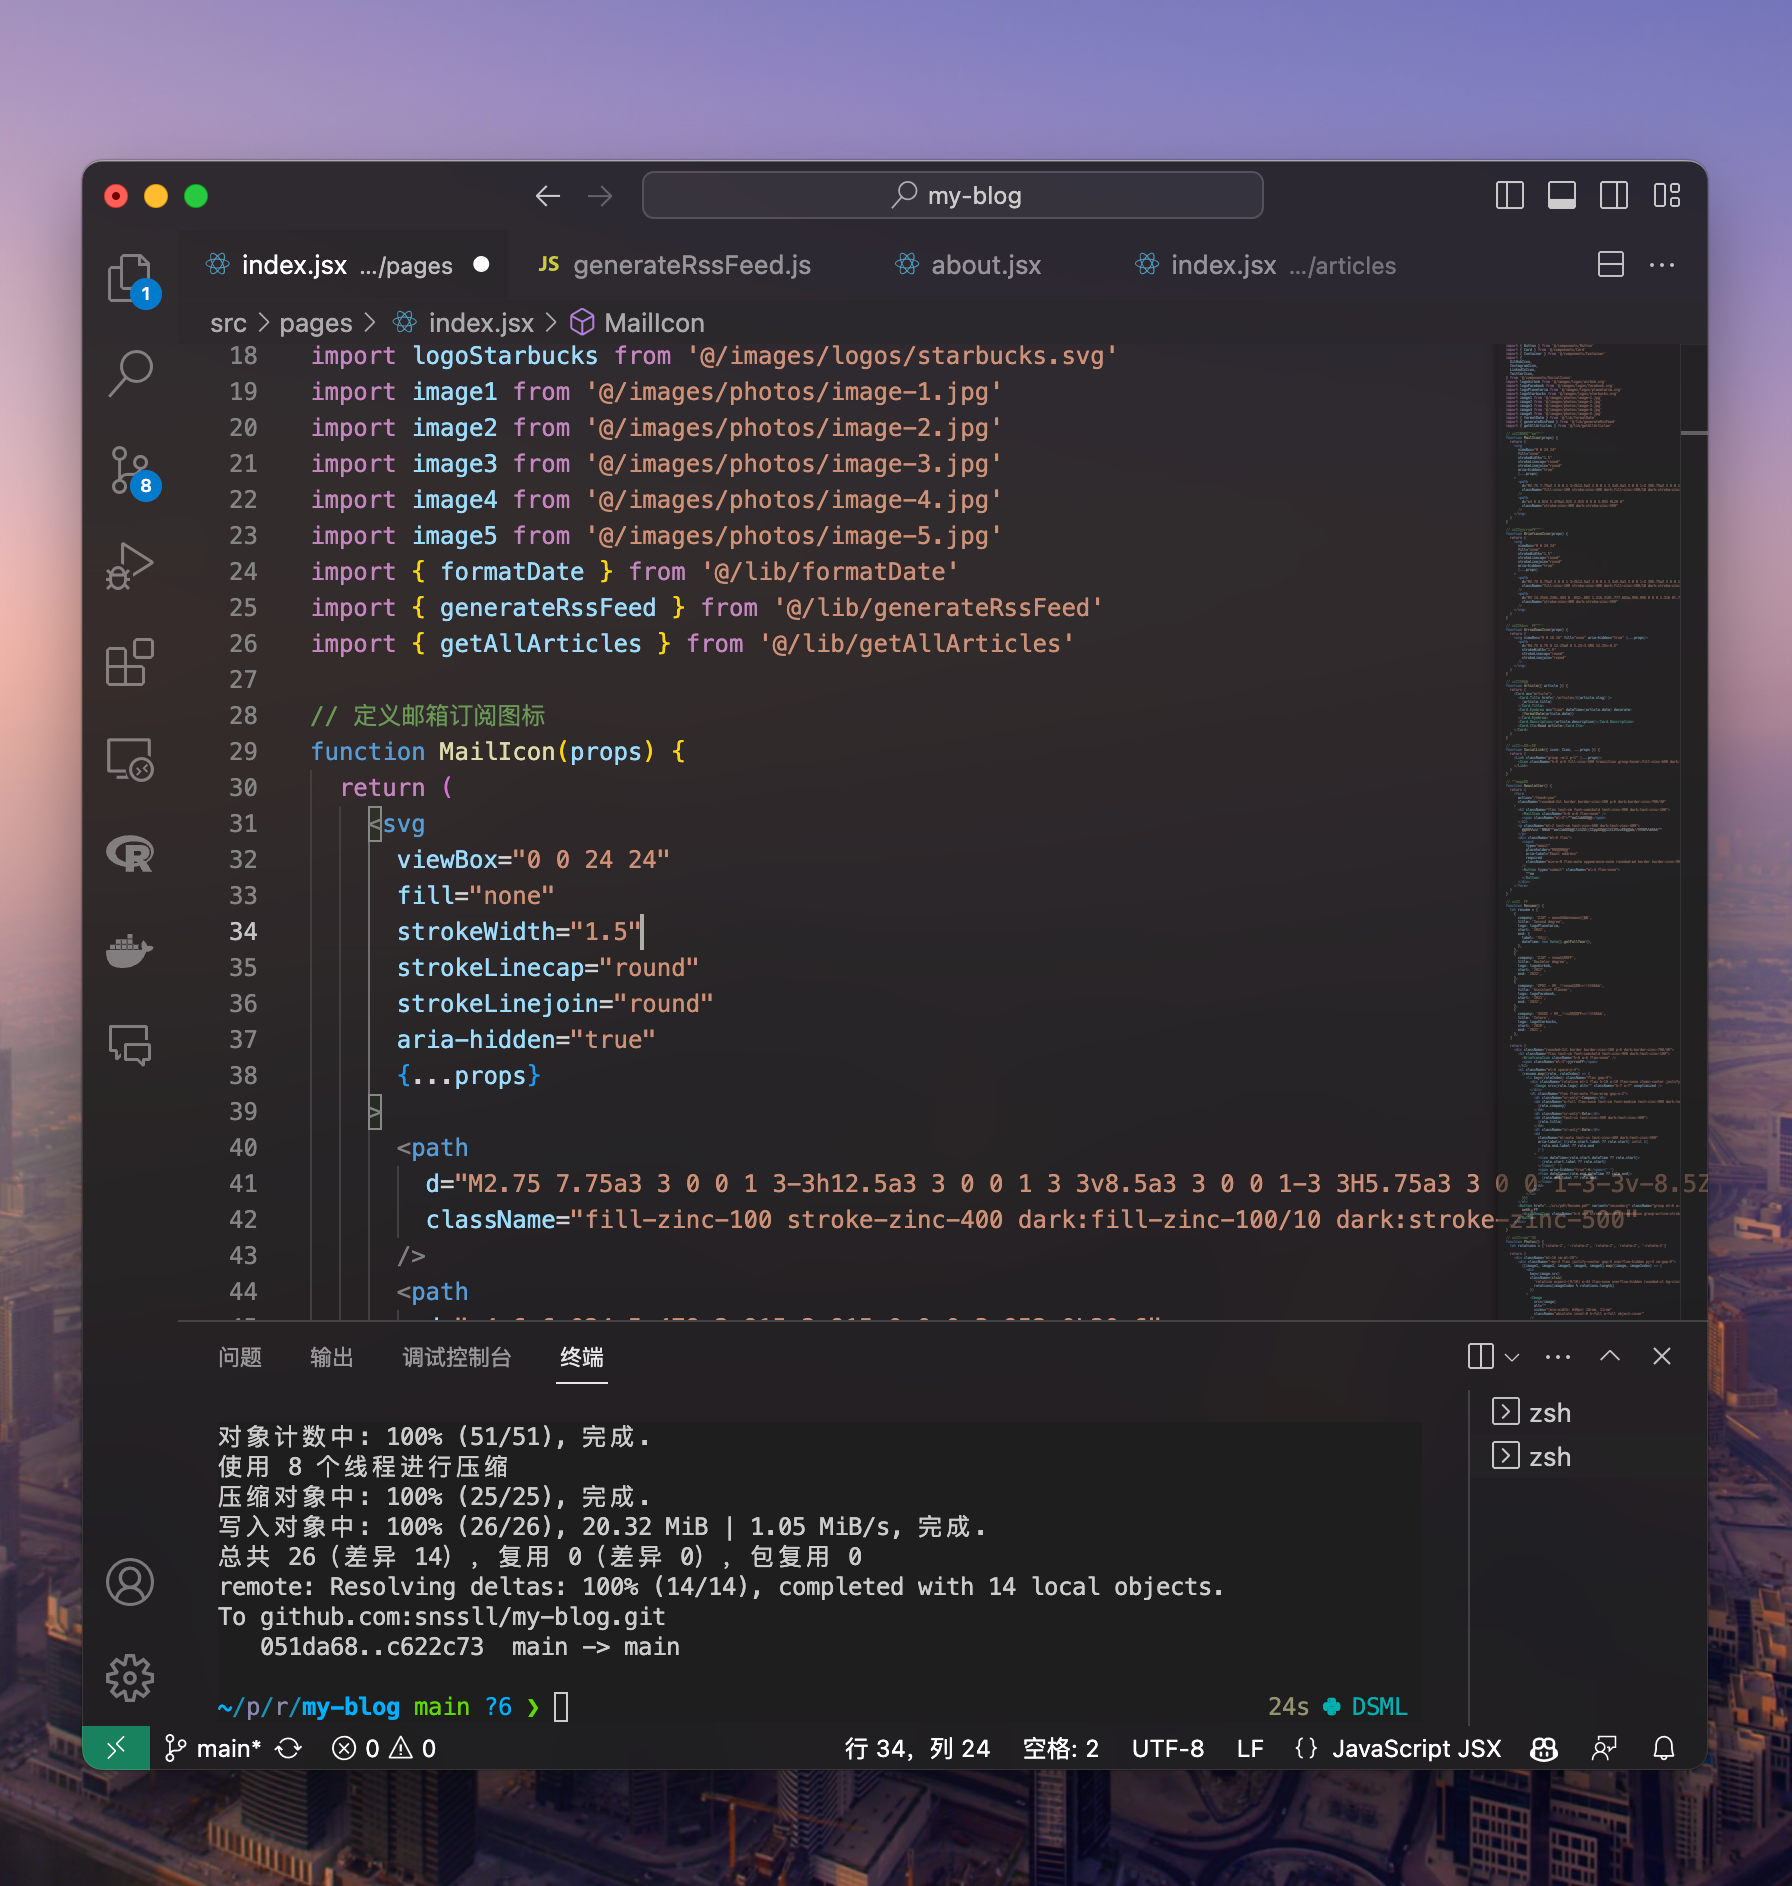 my-blog
index.jsx .../pages
JS generateRssFeed.js
about.jsx
index.jsx .../articles
1
8
src > pages > index.jsx > MailIcon
18 import logoStarbucks from '@/images/logos/starbucks.svg'
19 import image1 from '@/images/photos/image-1.jpg'
20 import image2 from '@/images/photos/image-2.jpg'
21 import image3 from '@/images/photos/image-3.jpg'
22 import image4 from '@/images/photos/image-4.jpg'
23 import image5 from '@/images/photos/image-5.jpg'
24 import { formatDate } from '@/lib/formatDate'
25 import { generateRssFeed } from '@/lib/generateRssFeed'
26 import { getAllArticles } from '@/lib/getAllArticles'
27
28 // 定义邮箱订阅图标
29 function MailIcon(props) {
30 return (
31 <svg
32 viewBox="0 0 24 24"
33 fill="none"
34 strokeWidth="1.5"
35 strokeLinecap="round"
36 strokeLinejoin="round"
37 aria-hidden="true"
38 {...props}
39 >
40 <path
41 d="M2.75 7.75a3 3 0 0 1 3-3h12.5a3 3 0 0 1 3 3v8.5a3 3 0 0 1-3 3H5.75a3 3 0 0 1-3-3v-8.5Z
42 className="fill-zinc-100 stroke-zinc-400 dark:fill-zinc-100/10 dark:stroke-zinc-500"
43 />
44 <path
问题 输出 调试控制台 终端
对象计数中: 100% (51/51), 完成.
使用 8 个线程进行压缩
压缩对象中: 100% (25/25), 完成.
写入对象中: 100% (26/26), 20.32 MiB | 1.05 MiB/s, 完成.
总共 26（差异 14），复用 0（差异 0），包复用 0
remote: Resolving deltas: 100% (14/14), completed with 14 local objects.
To github.com:snssll/my-blog.git
051da68..c622c73 main -> main
~/p/r/my-blog main ?6 ❯
24s DSML
zsh
zsh
main* 0 0
行 34，列 24 空格: 2 UTF-8 LF {} JavaScript JSX